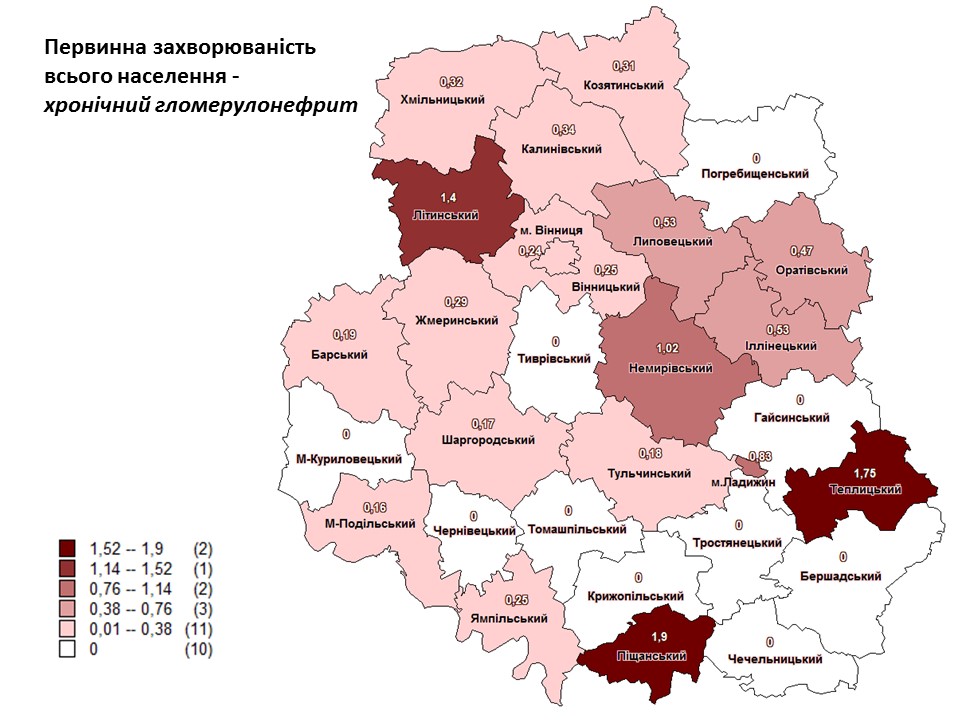 Первинна захворюваність
всього населення -
хронічний гломерулонефрит
0,32
Хмільницький
0,31
Козятинський
0,34
Калинівський
0
Погребищенський
1,4
Літинський
м. Вінниця
0,24
0,25
Вінницький
0,53
Липовецький
0,47
Оратівський
0,29
Жмеринський
0,19
Барський
0
Тиврівський
1,02
Немирівський
0,53
Іллінецький
0
Гайсинський
0,17
Шаргородський
0
М-Куриловецький
0,18
Тульчинський
0,83
м.Ладижин
1,75
Теплицький
0,16
М-Подільський
0
Чернівецький
0
Томашпільський
0
Тростянецький
0
Бершадський
0
Крижопільський
0,25
Ямпільський
1,9
Піщанський
0
Чечельницький
1,52 -- 1,9 (2)
1,14 -- 1,52 (1)
0,76 -- 1,14 (2)
0,38 -- 0,76 (3)
0,01 -- 0,38 (11)
0 (10)